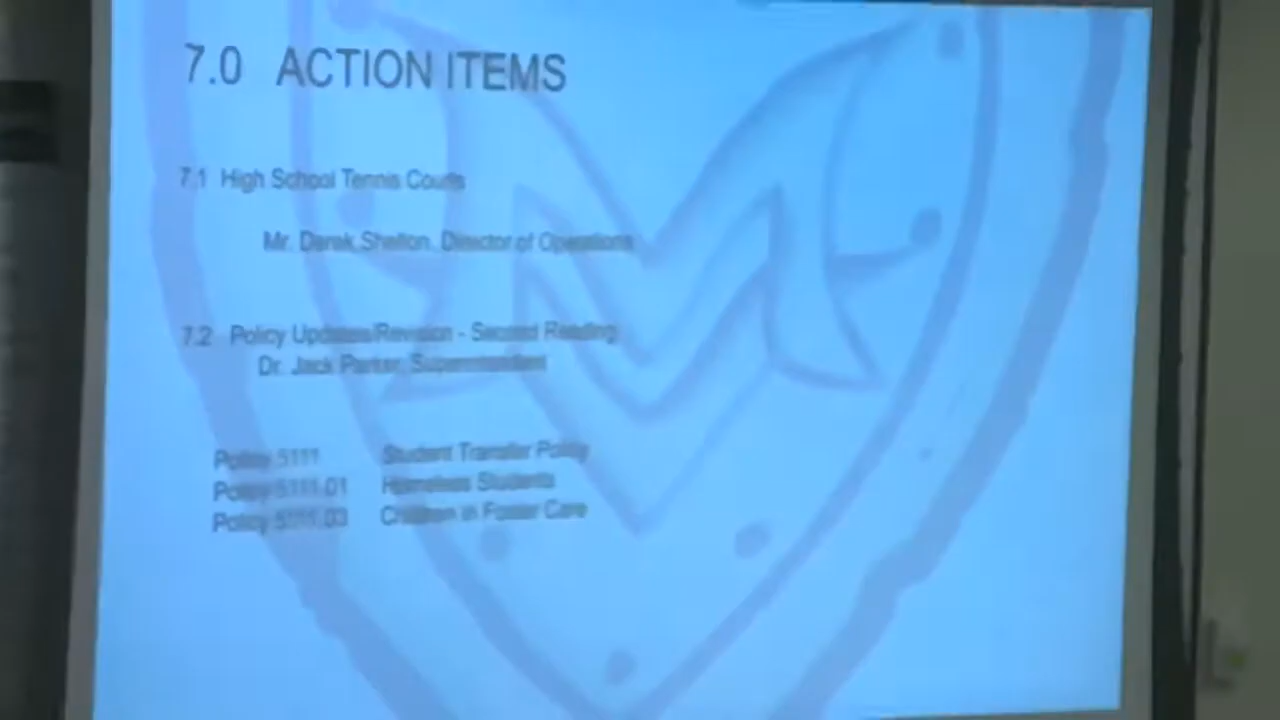 7.0 ACTION ITEMS
7.1 High School Tennis Courts
Mr. Derek Shelton, Director of Operations
7.2 Policy Updates/Revision - Second Reading
Dr. Jack Parker, Superintendent
Policy 5111 Student Transfer Policy
Policy 5111.01 Homeless Students
Policy 5111.03 Children in Foster Care